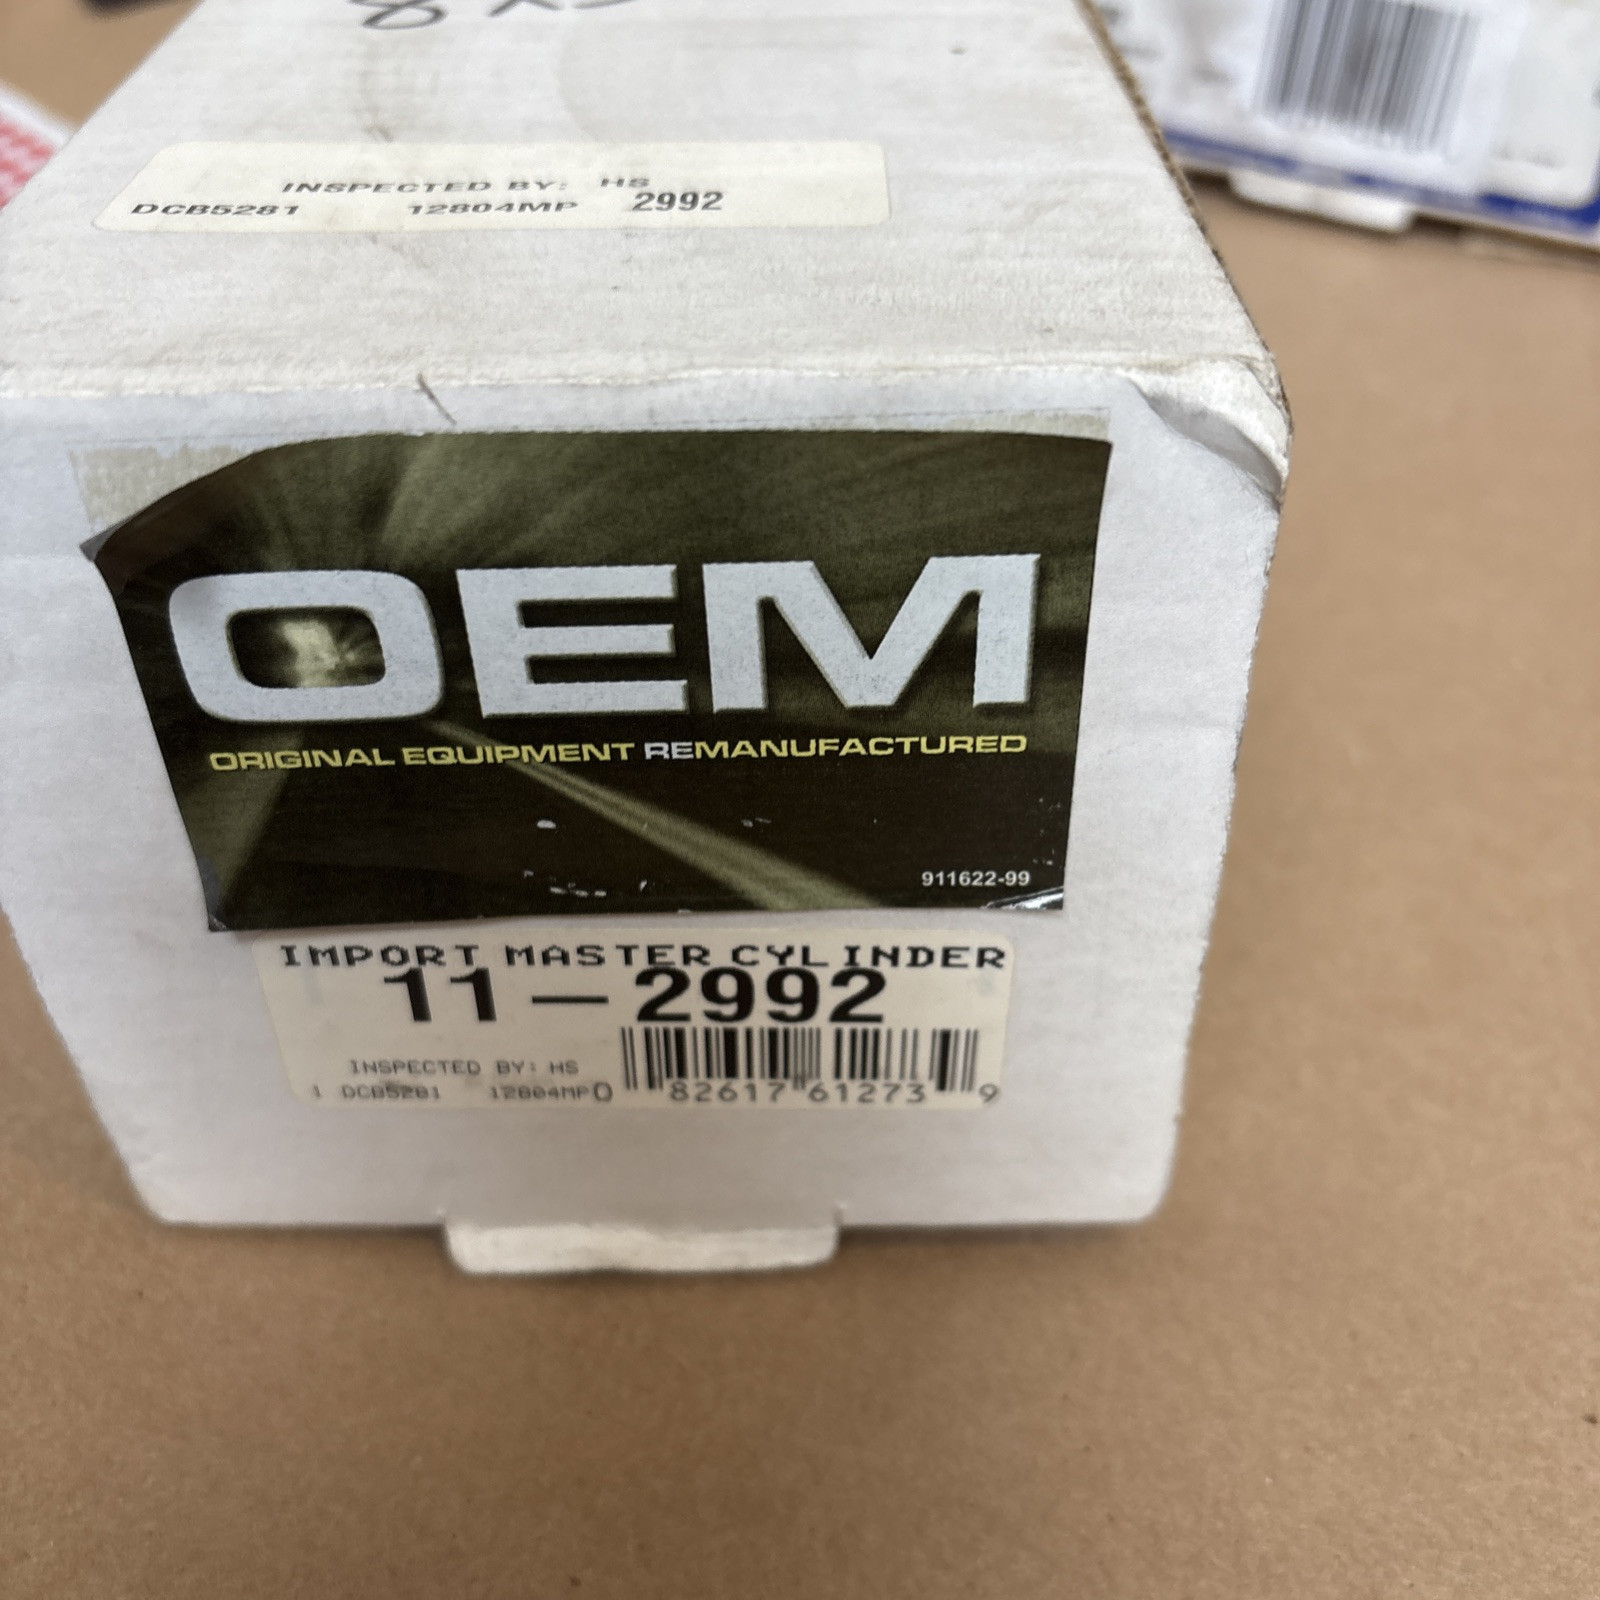 INSPECTED BY: HS
DCB5281 12804MP 2992
OEM
ORIGINAL EQUIPMENT REMANUFACTURED
911622-99
IMPORT MASTER CYLINDER
11-2992
INSPECTED BY: HS
1 DCB5281 12804MP
0 82617 61273 9